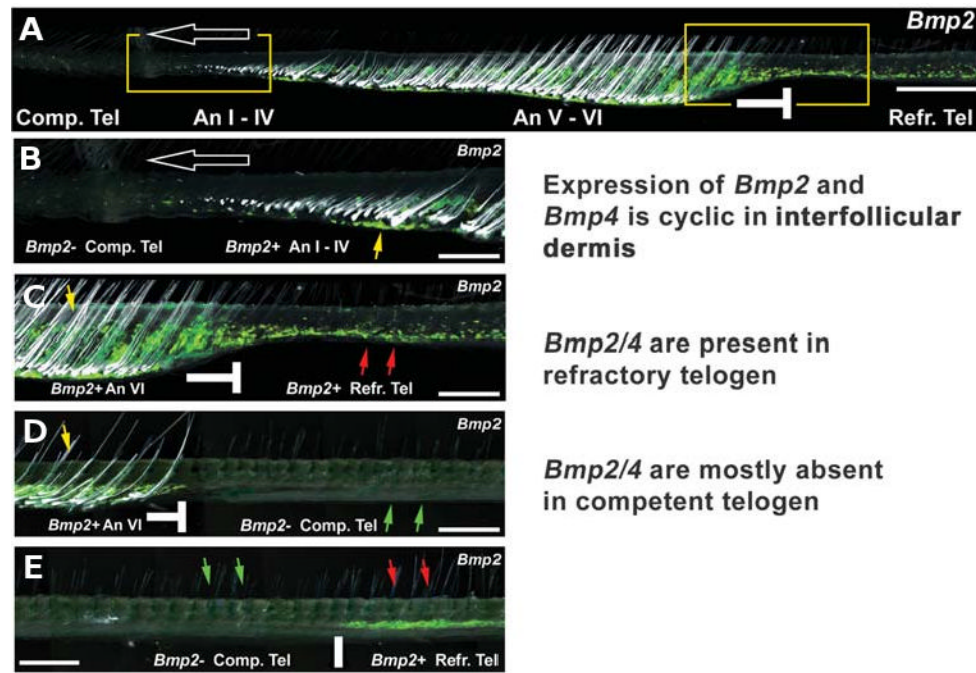 A
Bmp2
Comp. Tel
An I - IV
An V - VI
Refr. Tel
B
Bmp2
Bmp2- Comp. Tel
Bmp2+ An I - IV
C
Bmp2
Bmp2+ An VI
Bmp2+ Refr. Tel
D
Bmp2
Bmp2+ An VI
Bmp2- Comp. Tel
E
Bmp2
Bmp2- Comp. Tel
Bmp2+ Refr. Tel
Expression of Bmp2 and
Bmp4 is cyclic in interfollicular
dermis
Bmp2/4 are present in
refractory telogen
Bmp2/4 are mostly absent
in competent telogen